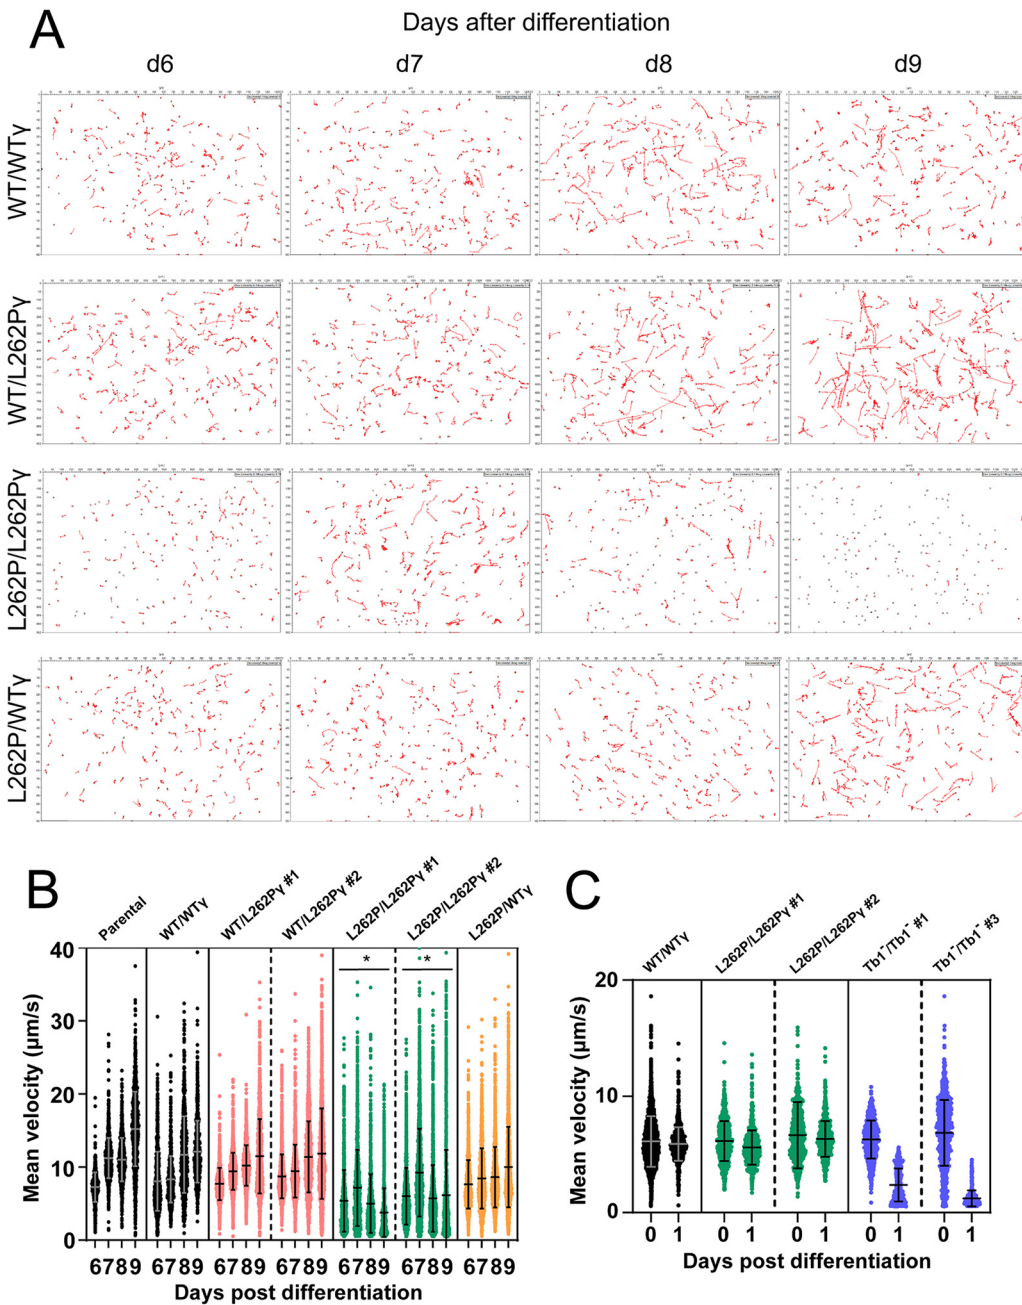 A
Days after differentiation
d6 d7 d8 d9
WT/WTγ
WT/L262Pγ
L262P/L262Pγ
L262P/WTγ
B
Parental WT/WTγ WT/L262Pγ #1 WT/L262Pγ #2 L262P/L262Pγ #1 L262P/L262Pγ #2 L262P/WTγ
Mean velocity (µm/s)
40
30
20
10
0
* *
6789 6789 6789 6789 6789 6789 6789
Days post differentiation
C
WT/WTγ L262P/L262Pγ #1 L262P/L262Pγ #2 Tb1⁻/Tb1⁻ #1 Tb1⁻/Tb1⁻ #3
Mean velocity (µm/s)
20
10
0
0 1 0 1 0 1 0 1 0 1
Days post differentiation